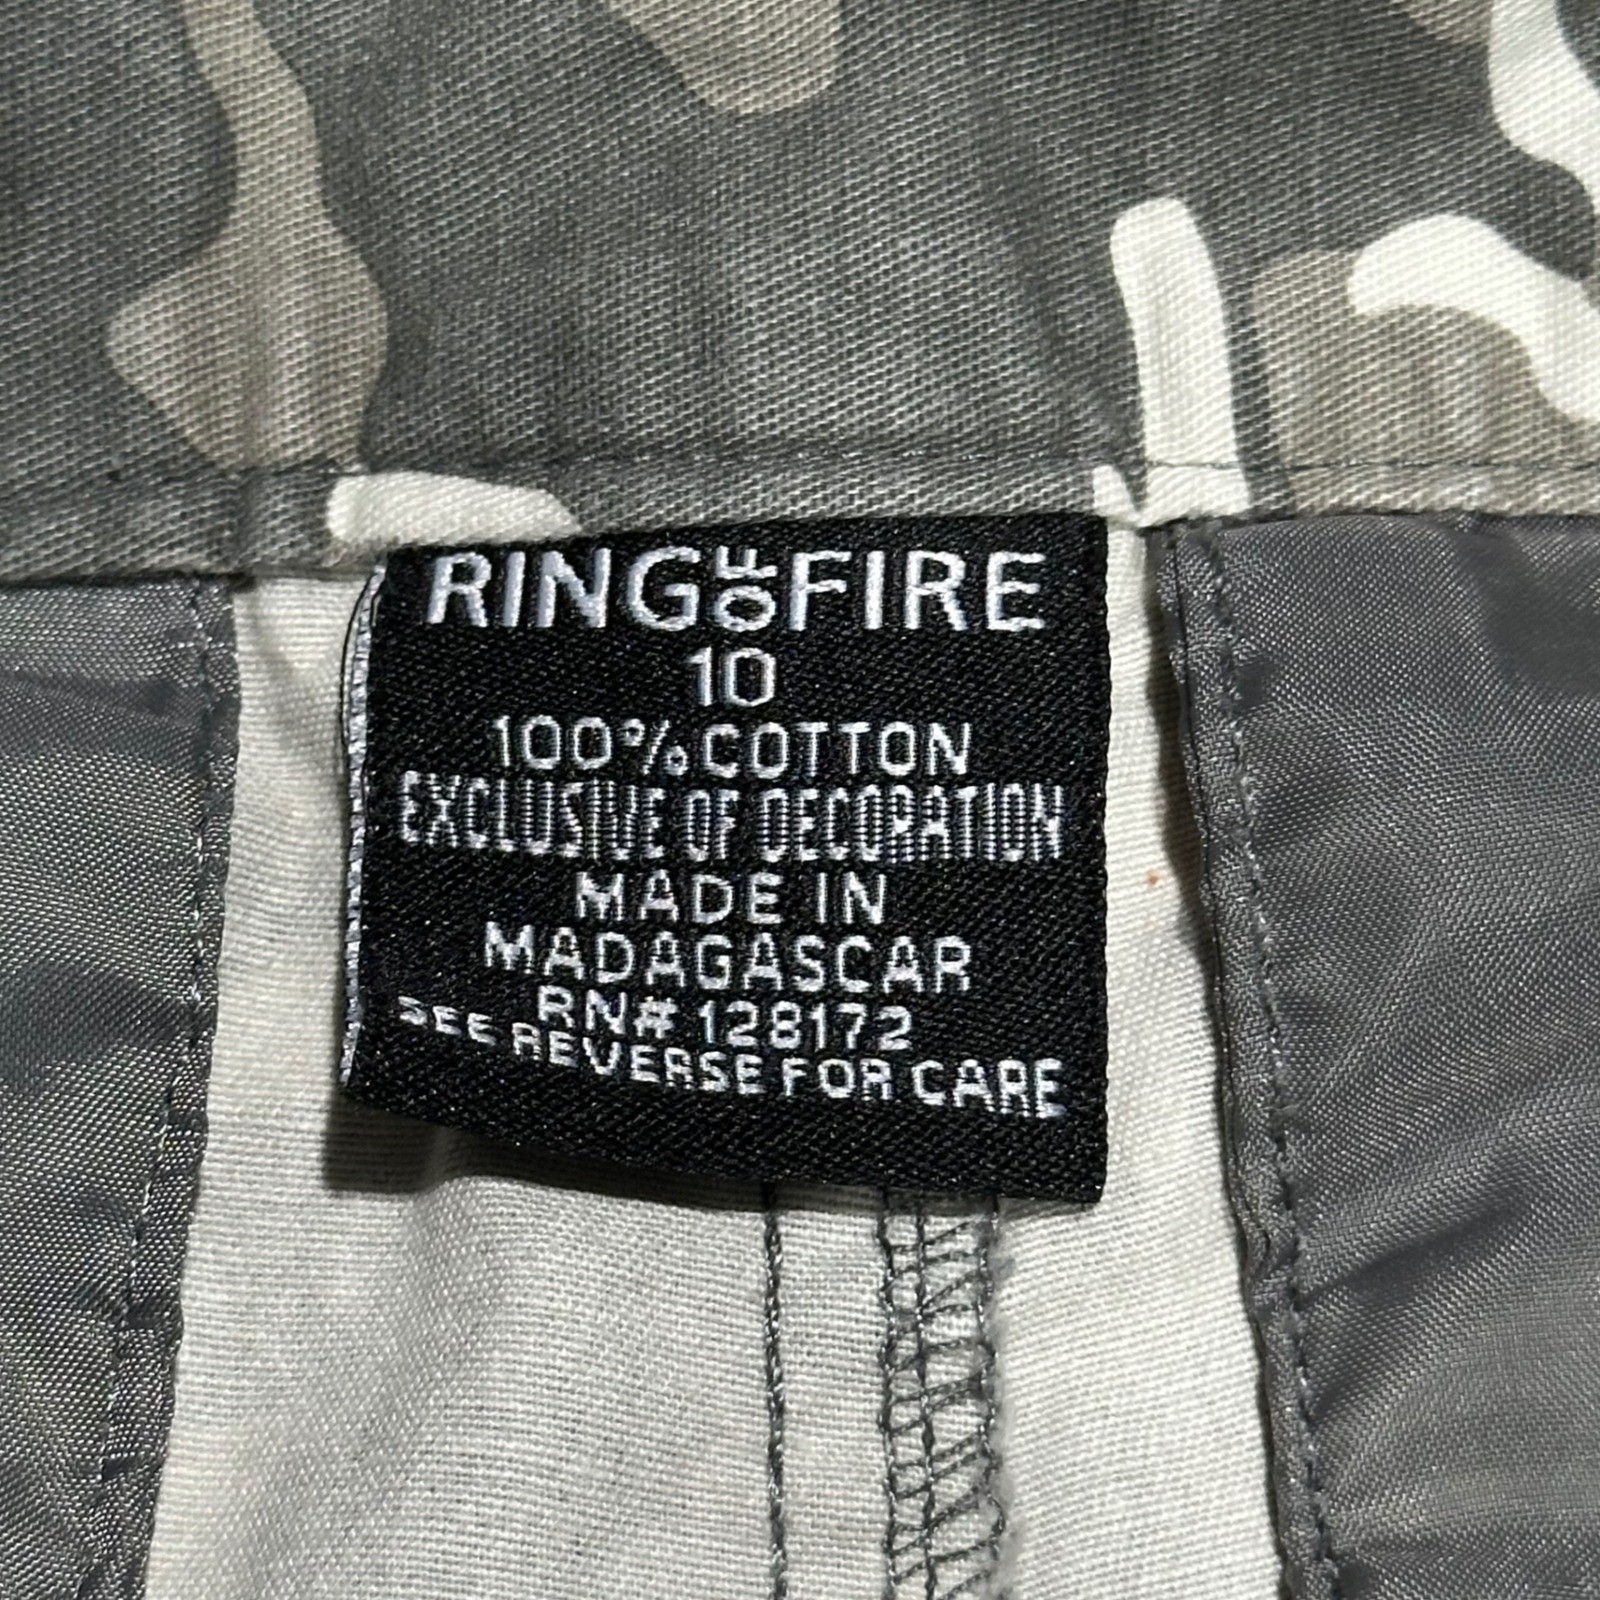 RING OF FIRE
10
100% COTTON
EXCLUSIVE OF DECORATION
MADE IN
MADAGASCAR
RN# 128172
SEE REVERSE FOR CARE